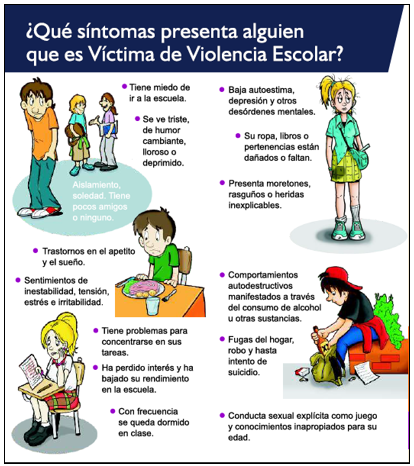 ¿Qué síntomas presenta alguien
que es Víctima de Violencia Escolar?
• Tiene miedo de
ir a la escuela.
• Se ve triste,
de humor
cambiante,
lloroso o
deprimido.
Aislamiento,
soledad. Tiene
pocos amigos
o ninguno.
• Trastornos en el apetito
y el sueño.
• Sentimientos de
inestabilidad, tensión,
estrés e irritabilidad.
• Tiene problemas para
concentrarse en sus
tareas.
• Ha perdido interés y ha
bajado su rendimiento
en la escuela.
• Con frecuencia
se queda dormido
en clase.
• Baja autoestima,
depresión y otros
desórdenes mentales.
• Su ropa, libros o
pertenencias están
dañados o faltan.
• Presenta moretones,
rasguños o heridas
inexplicables.
• Comportamientos
autodestructivos
manifestados a través
del consumo de alcohol
u otras sustancias.
• Fugas del hogar,
robo y hasta
intento de
suicidio.
• Conducta sexual explícita como juego
y conocimientos inapropiados para su
edad.